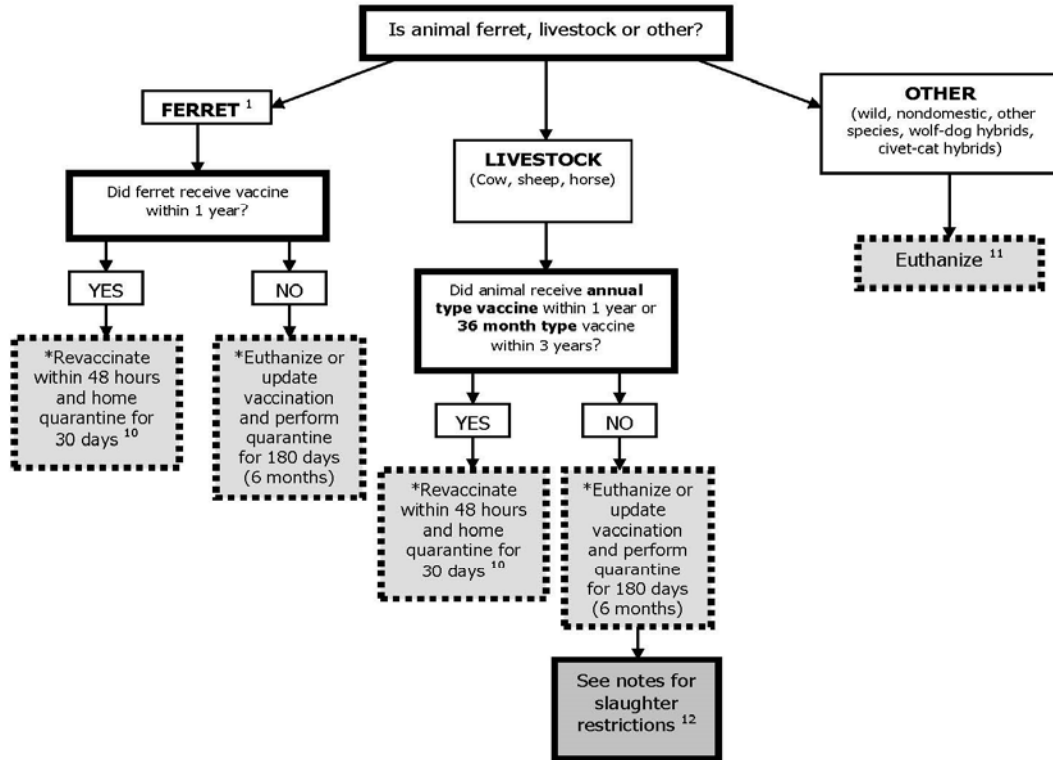 Is animal ferret, livestock or other?
FERRET 1
OTHER
(wild, nondomestic, other
species, wolf-dog hybrids,
civet-cat hybrids)
LIVESTOCK
(Cow, sheep, horse)
Did ferret receive vaccine
within 1 year?
Euthanize 11
YES
NO
Did animal receive annual
type vaccine within 1 year or
36 month type vaccine
within 3 years?
*Revaccinate
within 48 hours
and home
quarantine for
30 days 10
*Euthanize or
update
vaccination
and perform
quarantine
for 180 days
(6 months)
YES
NO
*Revaccinate
within 48 hours
and home
quarantine for
30 days 10
*Euthanize or
update
vaccination
and perform
quarantine
for 180 days
(6 months)
See notes for
slaughter
restrictions 12